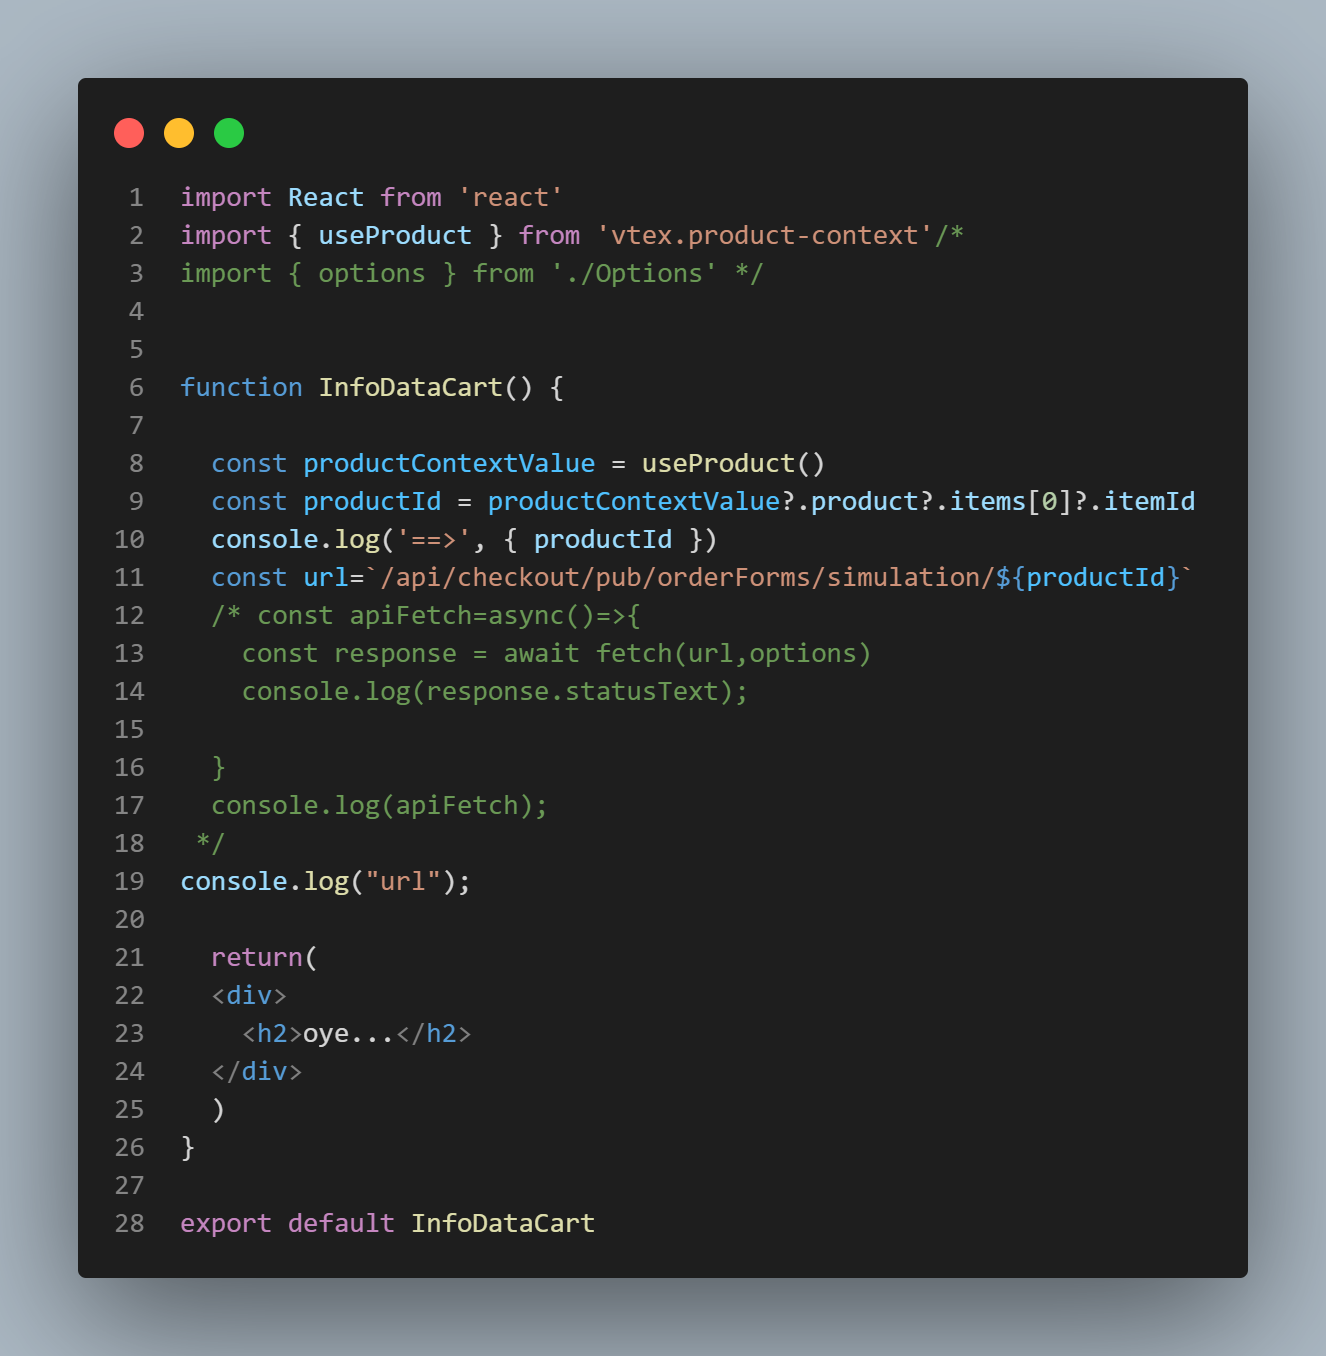 1 import React from 'react'
2 import { useProduct } from 'vtex.product-context'/*
3 import { options } from './Options' */
4
5
6 function InfoDataCart() {
7
8   const productContextValue = useProduct()
9   const productId = productContextValue?.product?.items[0]?.itemId
10   console.log('==>', { productId })
11   const url=`/api/checkout/pub/orderForms/simulation/${productId}`
12   /* const apiFetch=async()=>{
13     const response = await fetch(url,options)
14     console.log(response.statusText);
15
16   }
17   console.log(apiFetch);
18  */
19 console.log("url");
20
21   return(
22   <div>
23     <h2>oye...</h2>
24   </div>
25   )
26 }
27
28 export default InfoDataCart